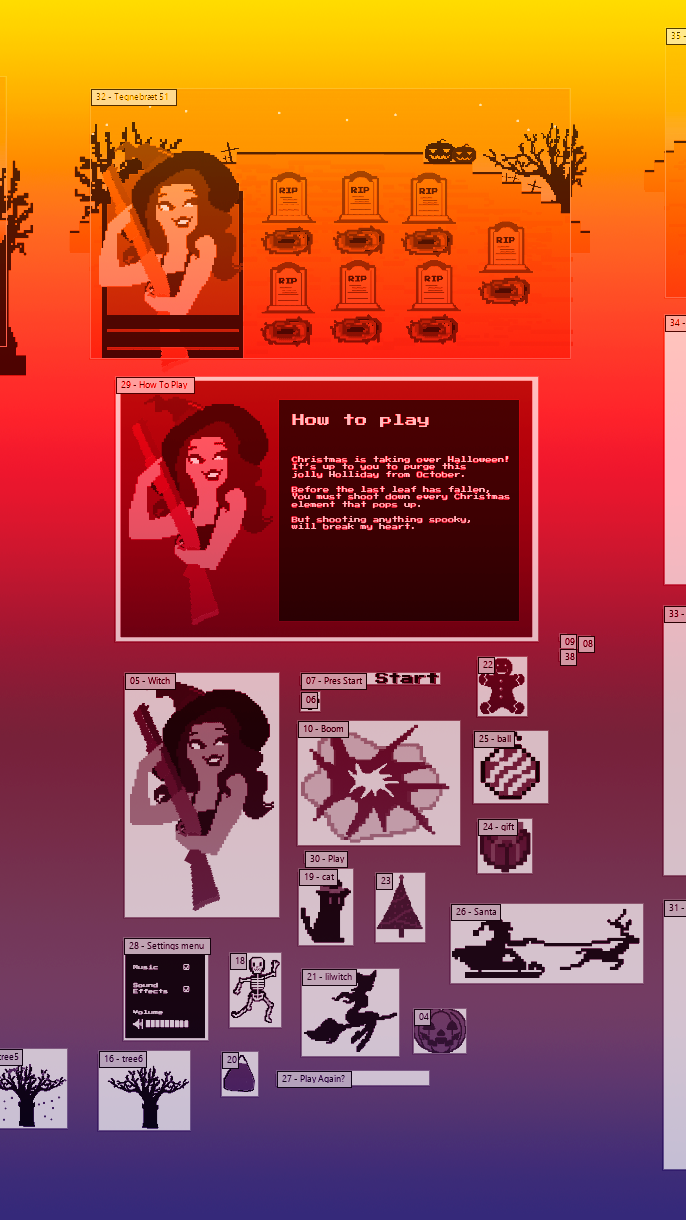 35 -
32 - Tegnebræt 51
RIP
RIP
RIP
RIP
RIP
RIP
RIP
34 -
29 - How To Play
How to play
Christmas is taking over Halloween!
It's up to you to purge this
jolly Holliday from October.
Before the last leaf has fallen,
You must shoot down every Christmas
element that pops up.
But shooting anything spooky,
will break my heart.
33 -
09
08
38
05 - Witch
07 - Pres Start
Start
22
06
10 - Boom
25 - ball
24 - gift
30 - Play
19 - cat
23
26 - Santa
31 -
28 - Settings menu
Music
Sound
Effects
Volume
18
21 - lilwitch
04
tree5
16 - tree6
20
27 - Play Again?